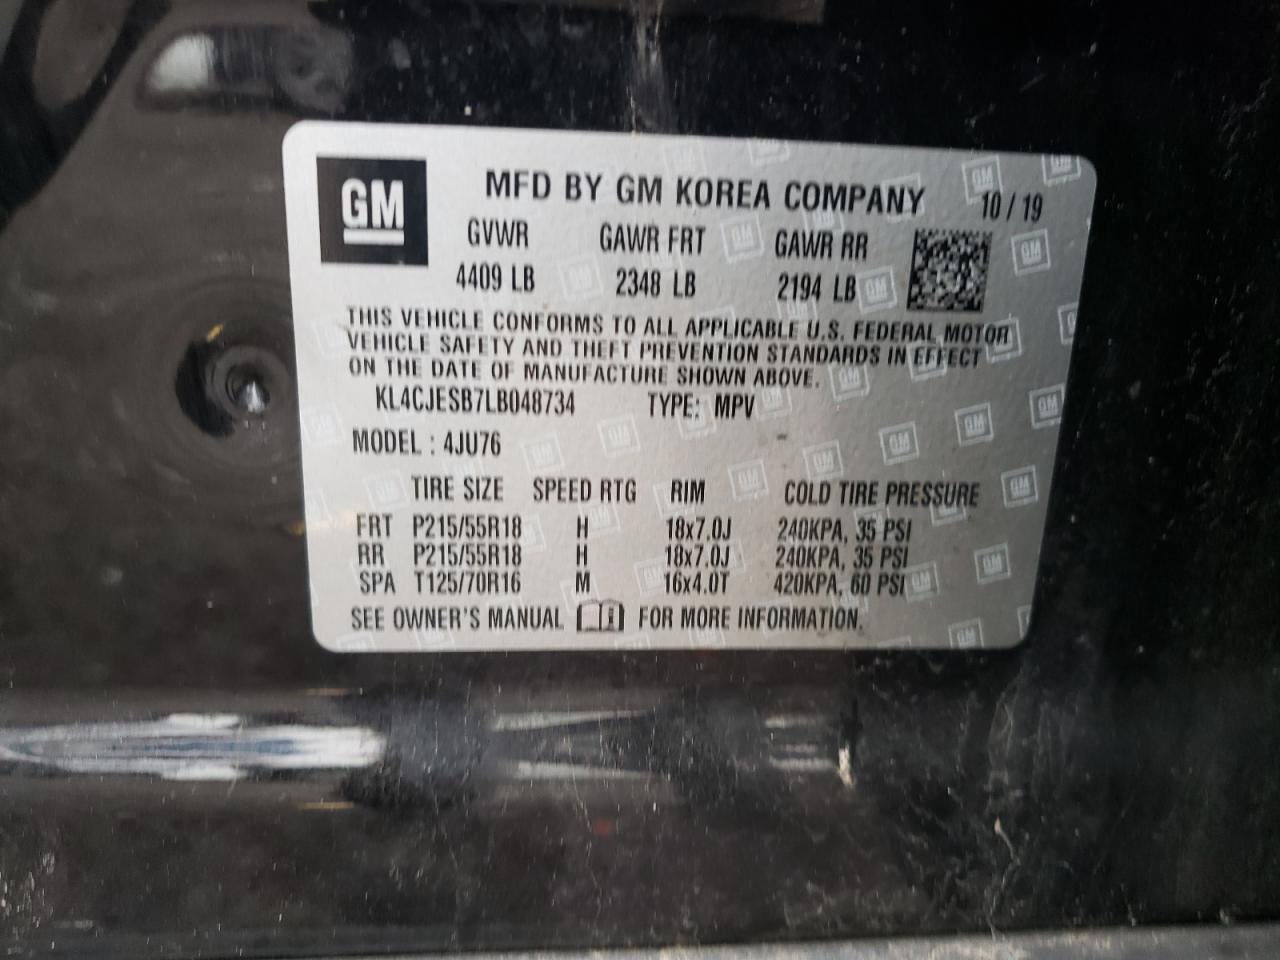 GM
MFD BY GM KOREA COMPANY 10 / 19
GVWR GAWR FRT GAWR RR
4409 LB 2348 LB 2194 LB
THIS VEHICLE CONFORMS TO ALL APPLICABLE U.S. FEDERAL MOTOR
VEHICLE SAFETY AND THEFT PREVENTION STANDARDS IN EFFECT
ON THE DATE OF MANUFACTURE SHOWN ABOVE.
KL4CJESB7LB048734 TYPE: MPV
MODEL : 4JU76
TIRE SIZE SPEED RTG RIM COLD TIRE PRESSURE
FRT P215/55R18 H 18x7.0J 240KPA, 35 PSI
RR P215/55R18 H 18x7.0J 240KPA, 35 PSI
SPA T125/70R16 M 16x4.0T 420KPA, 60 PSI
SEE OWNER'S MANUAL FOR MORE INFORMATION.